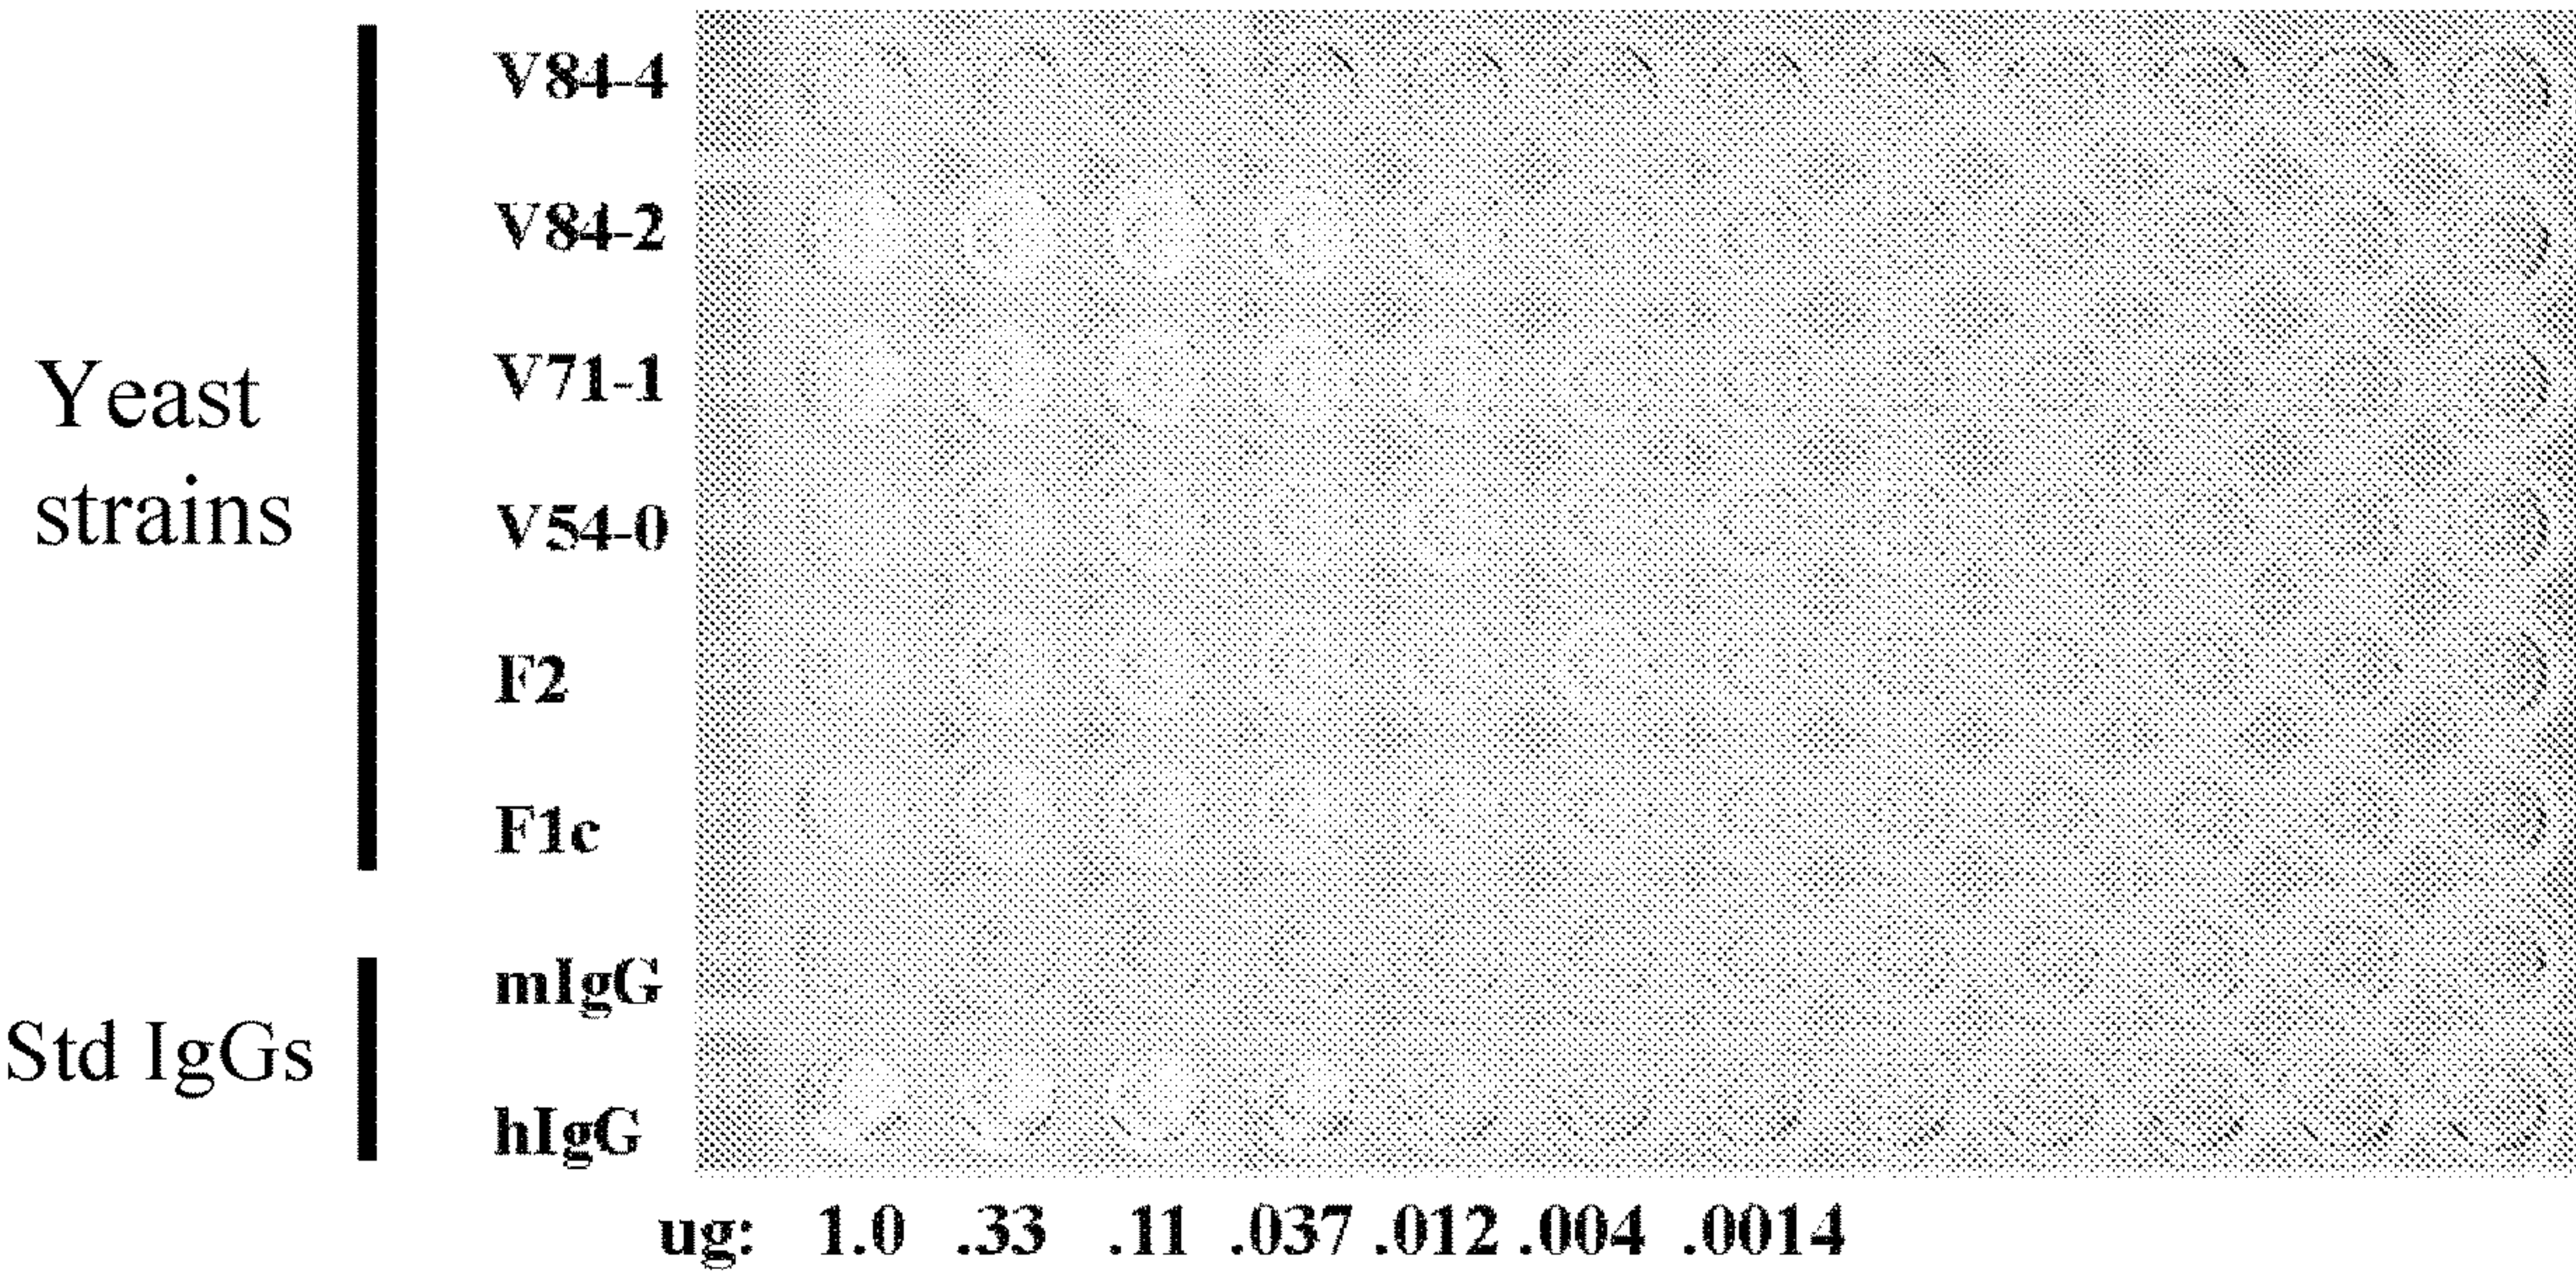 V84-4
V84-2
V71-1
V54-0
F2
F1c
mIgG
hIgG
Yeast
strains
Std IgGs
ug: 1.0 .33 .11 .037 .012 .004 .0014